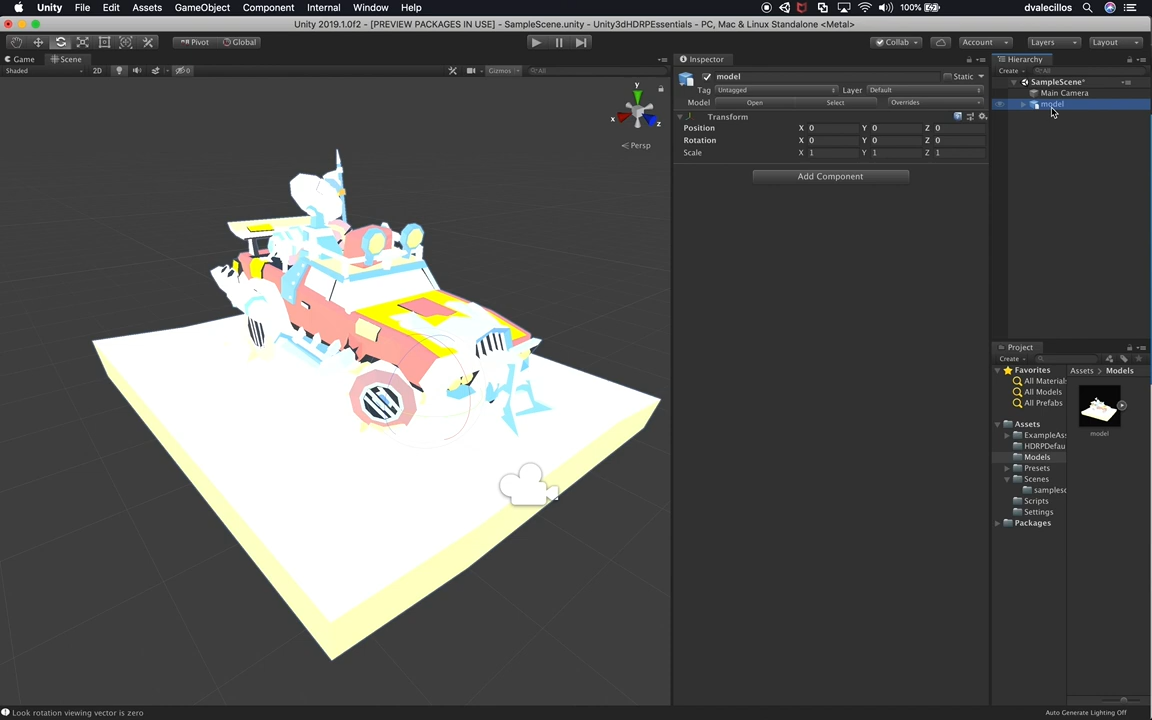 Unity File Edit Assets GameObject Component Internal Window Help 100% dvalecillos
Unity 2019.1.0f2 - [PREVIEW PACKAGES IN USE] - SampleScene.unity - Unity3dHDRPEssentials - PC, Mac & Linux Standalone <Metal>
Pivot Global Collab Account Layers Layout
Game Scene Inspector Hierarchy
Shaded 2D 0 Gizmos All
Create All
model Static
Tag Untagged Layer Default
Model Open Select Overrides
SampleScene*
Main Camera
model
Transform
Position X 0 Y 0 Z 0
Rotation X 0 Y 0 Z 0
Scale X 1 Y 1 Z 1
Add Component
y
x
z
Persp
Project
Create
Favorites
All Materials
All Models
All Prefabs
Assets
ExampleAss
HDRPDefau
Models
Presets
Scenes
samplesc
Scripts
Settings
Packages
Assets Models
model
Look rotation viewing vector is zero
Auto Generate Lighting Off